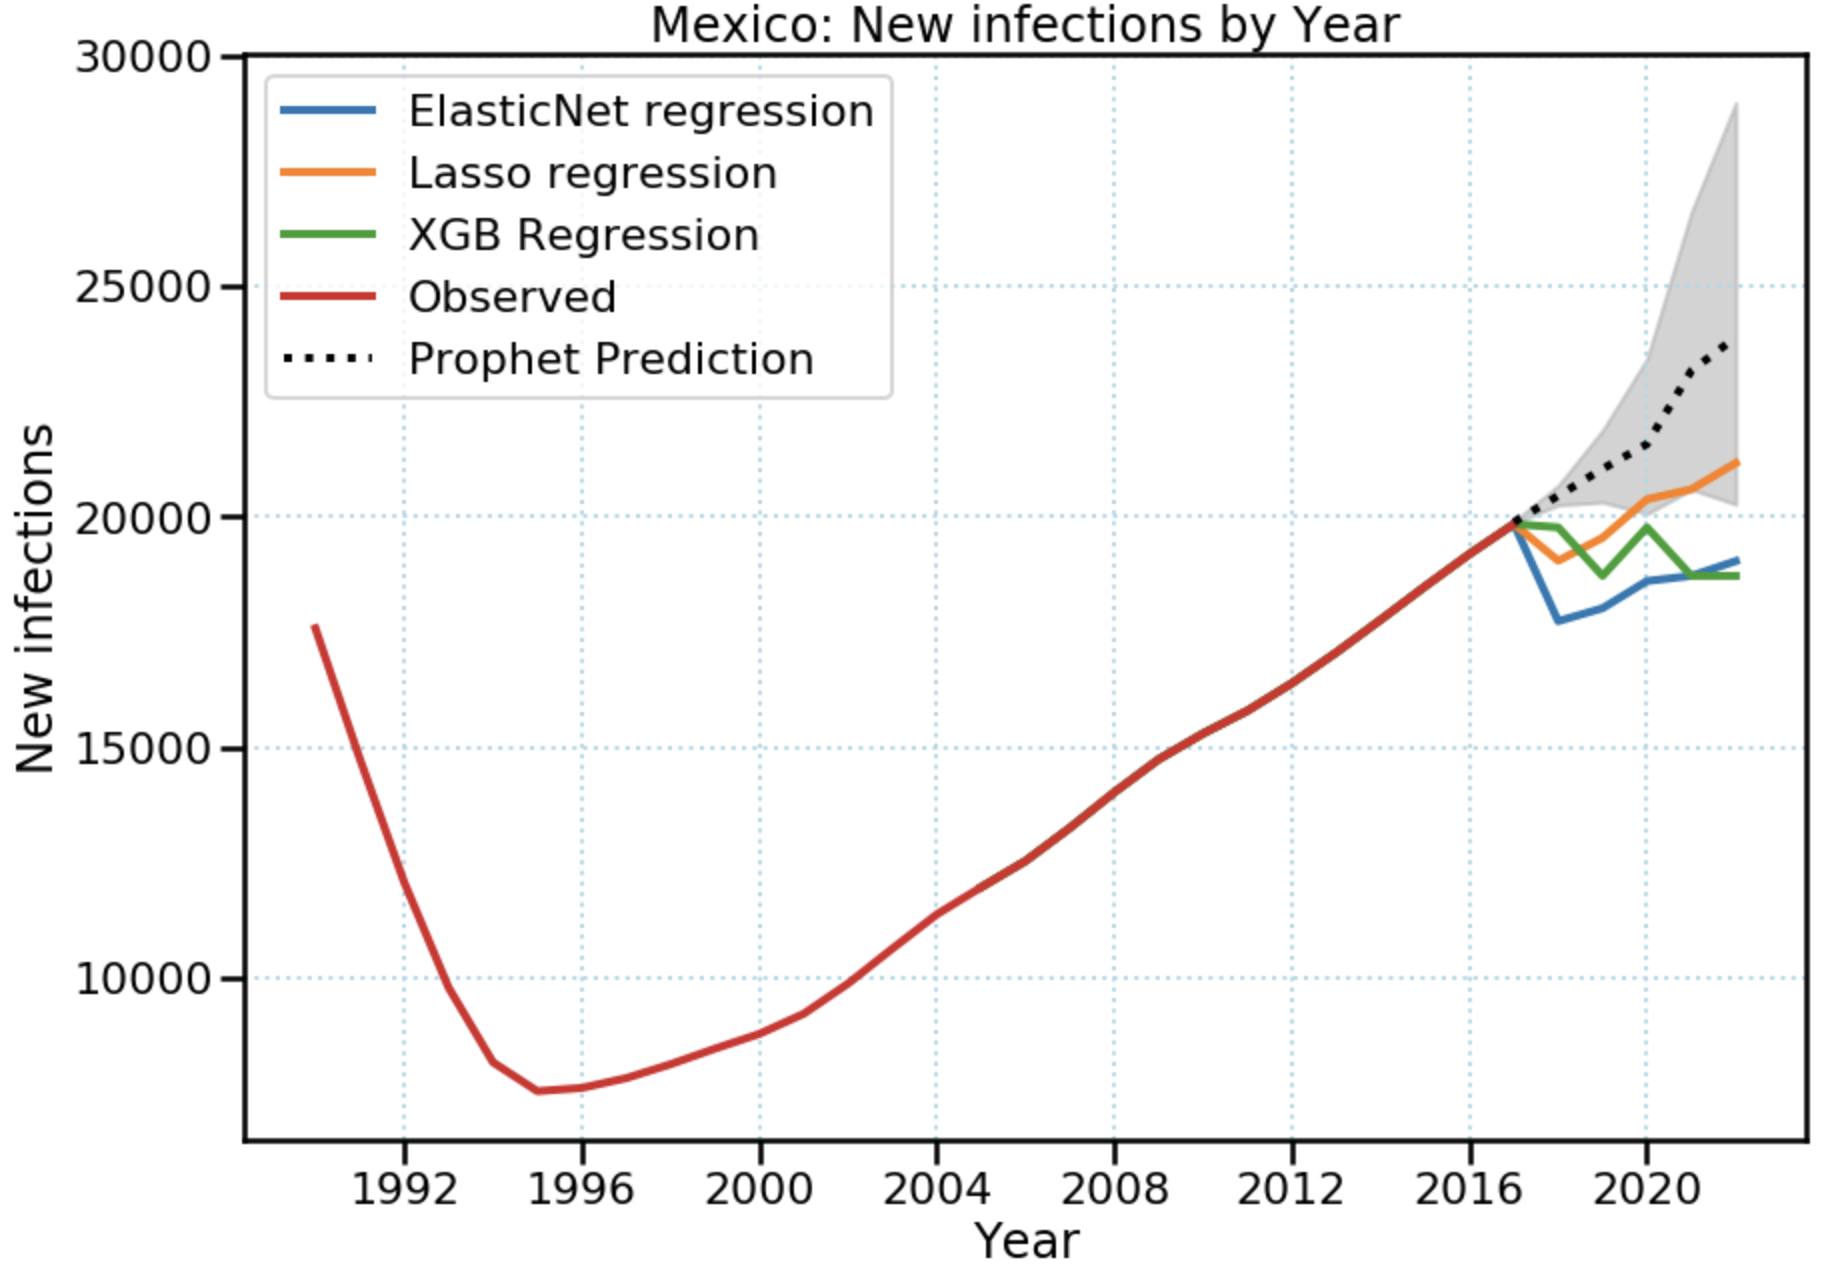 Mexico: New infections by Year
30000
25000
20000
15000
10000
New infections
ElasticNet regression
Lasso regression
XGB Regression
Observed
Prophet Prediction
1992 1996 2000 2004 2008 2012 2016 2020
Year